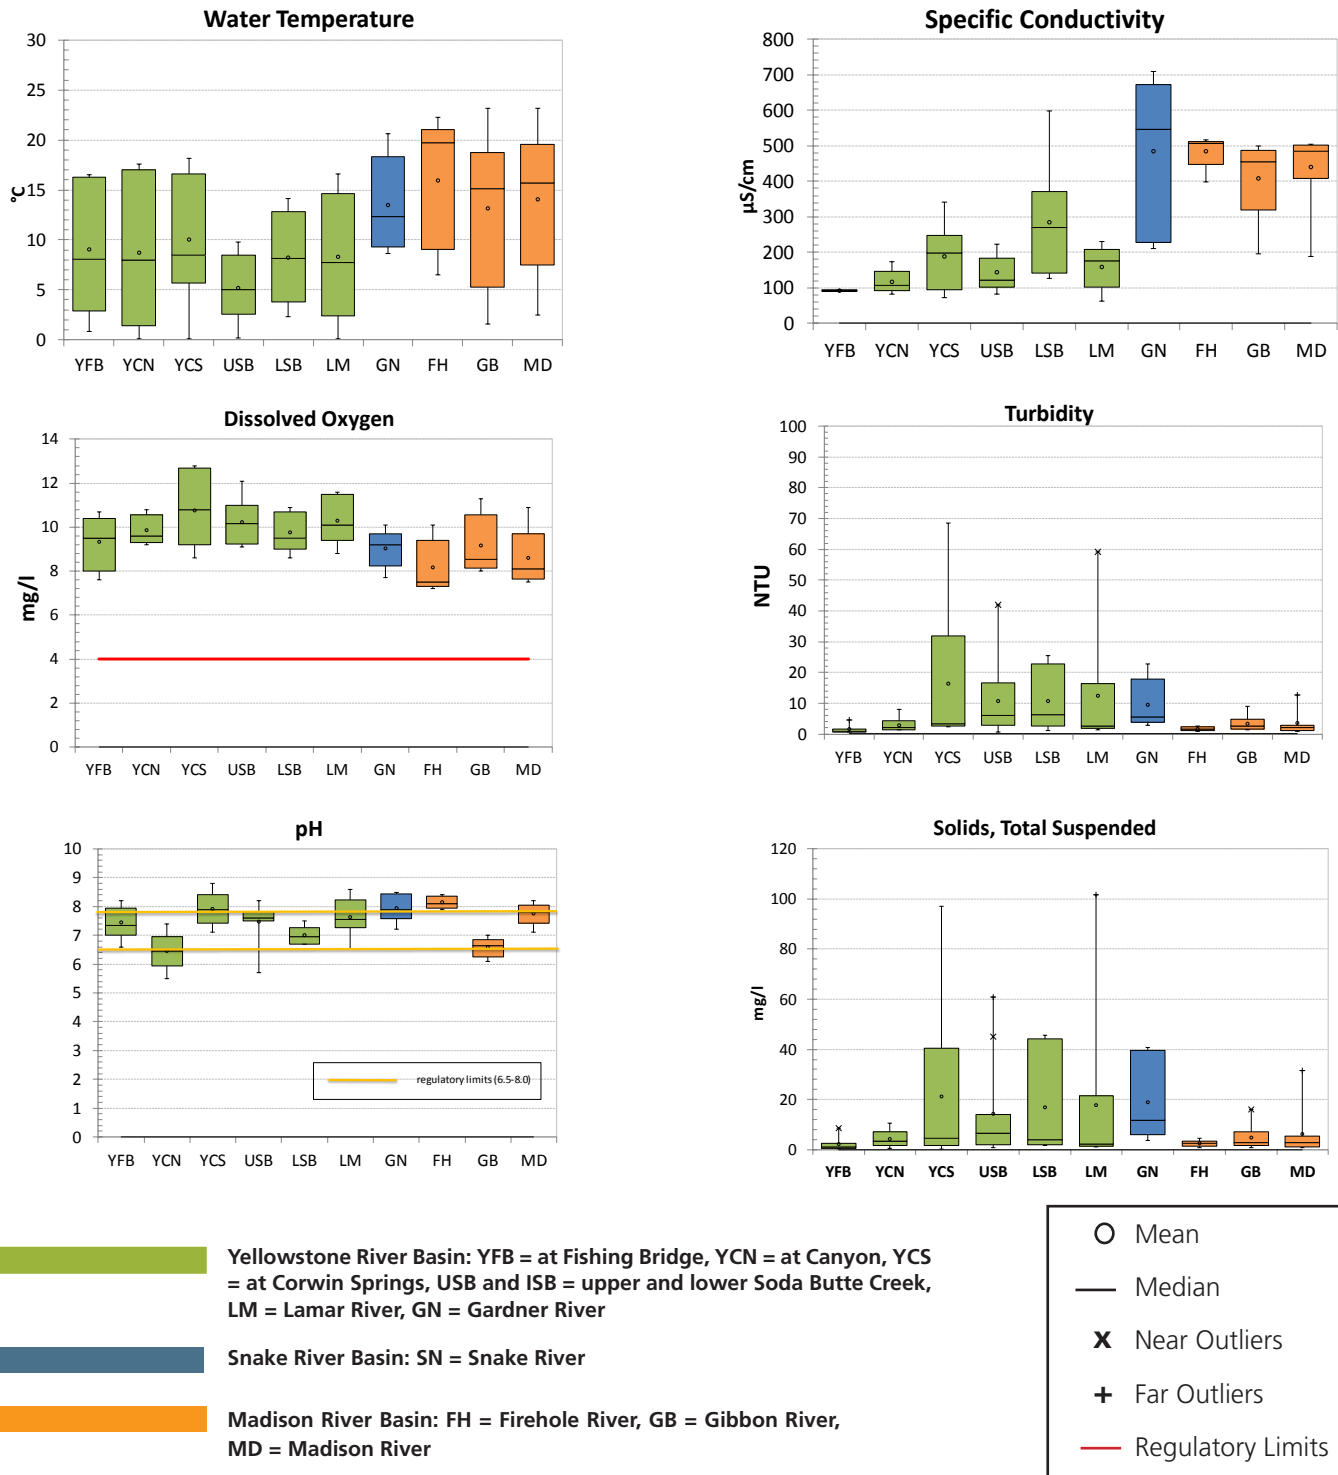 Water Temperature
30
25
20
15
10
5
0
°C
YFB YCN YCS USB LSB LM GN FH GB MD
Specific Conductivity
800
700
600
500
400
300
200
100
0
µS/cm
YFB YCN YCS USB LSB LM GN FH GB MD
Dissolved Oxygen
14
12
10
8
6
4
2
0
mg/l
YFB YCN YCS USB LSB LM GN FH GB MD
Turbidity
100
90
80
70
60
50
40
30
20
10
0
NTU
YFB YCN YCS USB LSB LM GN FH GB MD
pH
10
9
8
7
6
5
4
3
2
1
0
regulatory limits (6.5-8.0)
YFB YCN YCS USB LSB LM GN FH GB MD
Solids, Total Suspended
120
100
80
60
40
20
0
mg/l
YFB YCN YCS USB LSB LM GN FH GB MD
Yellowstone River Basin: YFB = at Fishing Bridge, YCN = at Canyon, YCS
= at Corwin Springs, USB and ISB = upper and lower Soda Butte Creek,
LM = Lamar River, GN = Gardner River
Snake River Basin: SN = Snake River
Madison River Basin: FH = Firehole River, GB = Gibbon River,
MD = Madison River
Mean
Median
Near Outliers
Far Outliers
Regulatory Limits